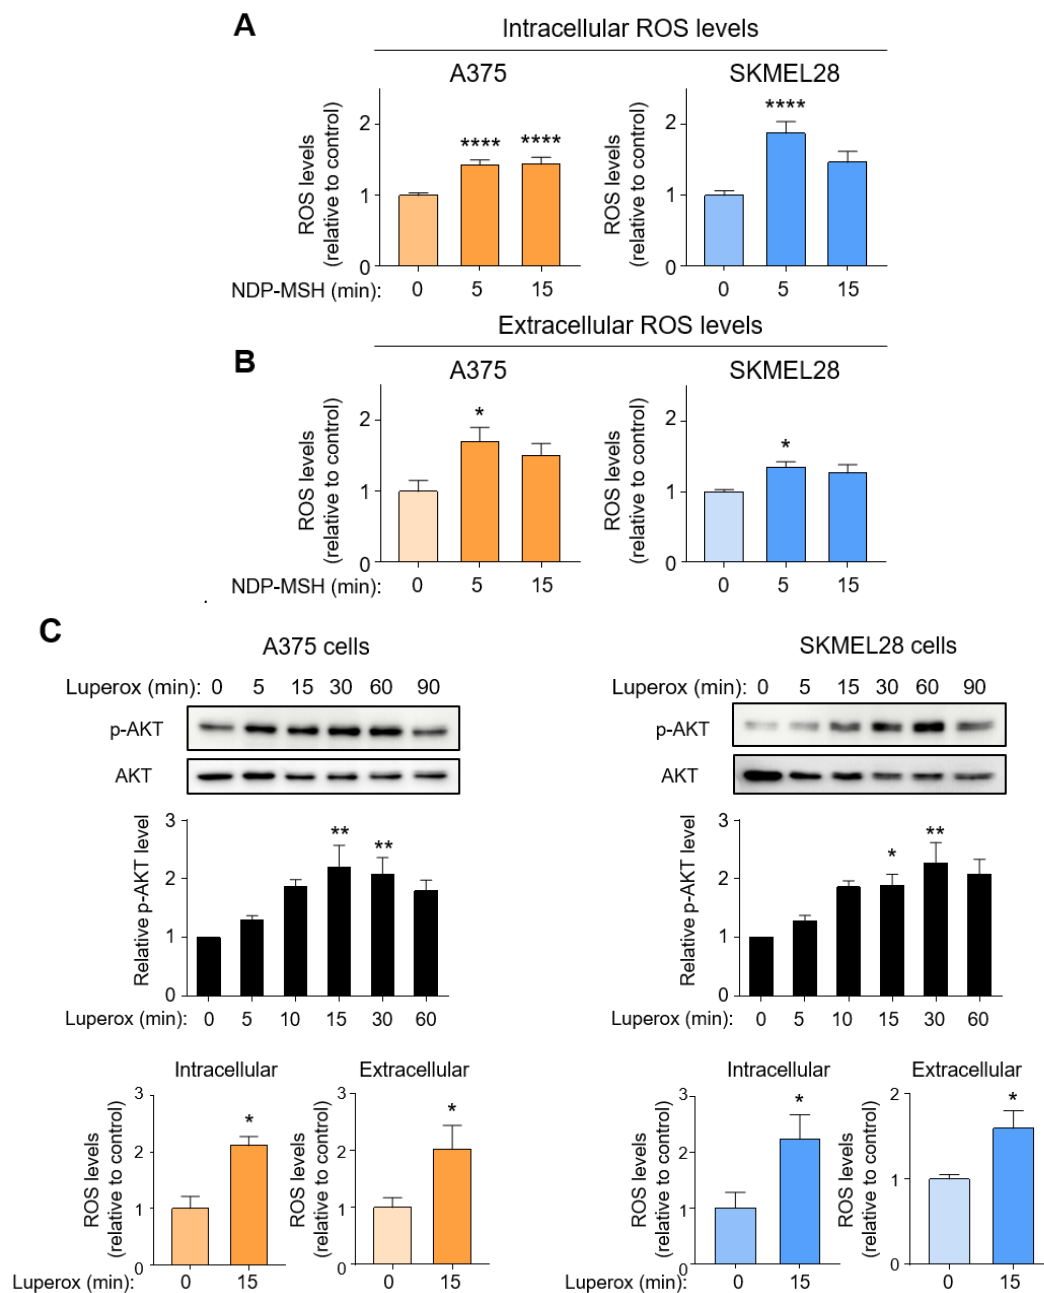 A
Intracellular ROS levels
A375
SKMEL28
ROS levels
(relative to control)
2
1
0
****
****
ROS levels
(relative to control)
2
1
0
****
NDP-MSH (min): 0 5 15
0 5 15
Extracellular ROS levels
B
A375
SKMEL28
ROS levels
(relative to control)
2
1
0
*
ROS levels
(relative to control)
2
1
0
*
NDP-MSH (min): 0 5 15
0 5 15
C
A375 cells
Luperox (min): 0 5 15 30 60 90
p-AKT
AKT
Relative p-AKT level
3
2
1
0
**
**
Luperox (min): 0 5 10 15 30 60
SKMEL28 cells
Luperox (min): 0 5 15 30 60 90
p-AKT
AKT
Relative p-AKT level
3
2
1
0
*
**
Luperox (min): 0 5 10 15 30 60
Intracellular
ROS levels
(relative to control)
3
2
1
0
*
Luperox (min): 0 15
Extracellular
ROS levels
(relative to control)
3
2
1
0
*
0 15
Intracellular
ROS levels
(relative to control)
3
2
1
0
*
Luperox (min): 0 15
Extracellular
ROS levels
(relative to control)
2
1
0
*
0 15